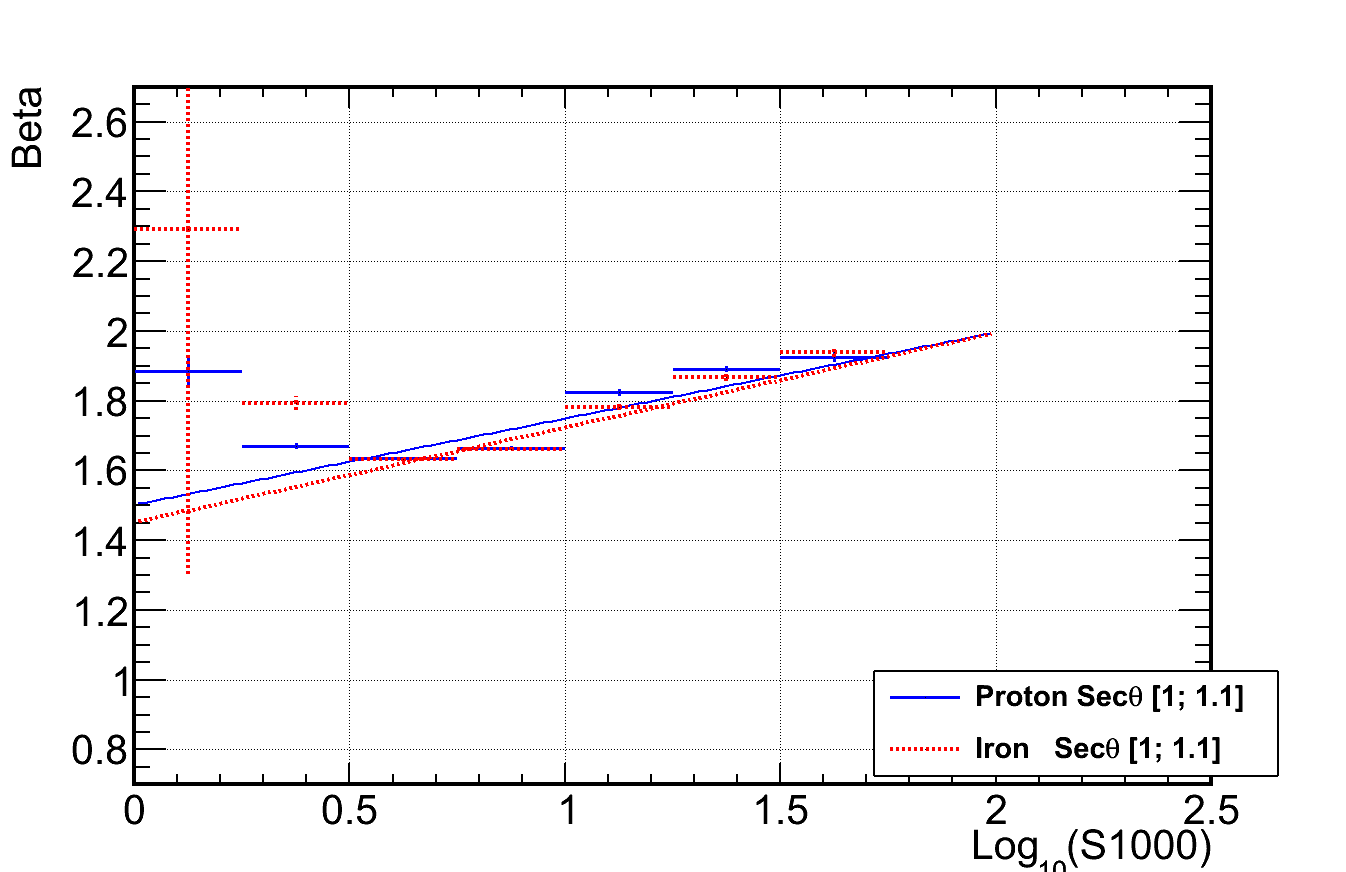 Beta
2.6
2.4
2.2
2
1.8
1.6
1.4
1.2
1
0.8
0 0.5 1 1.5 2 2.5
Log10(S1000)
Proton Secθ [1; 1.1]
Iron Secθ [1; 1.1]